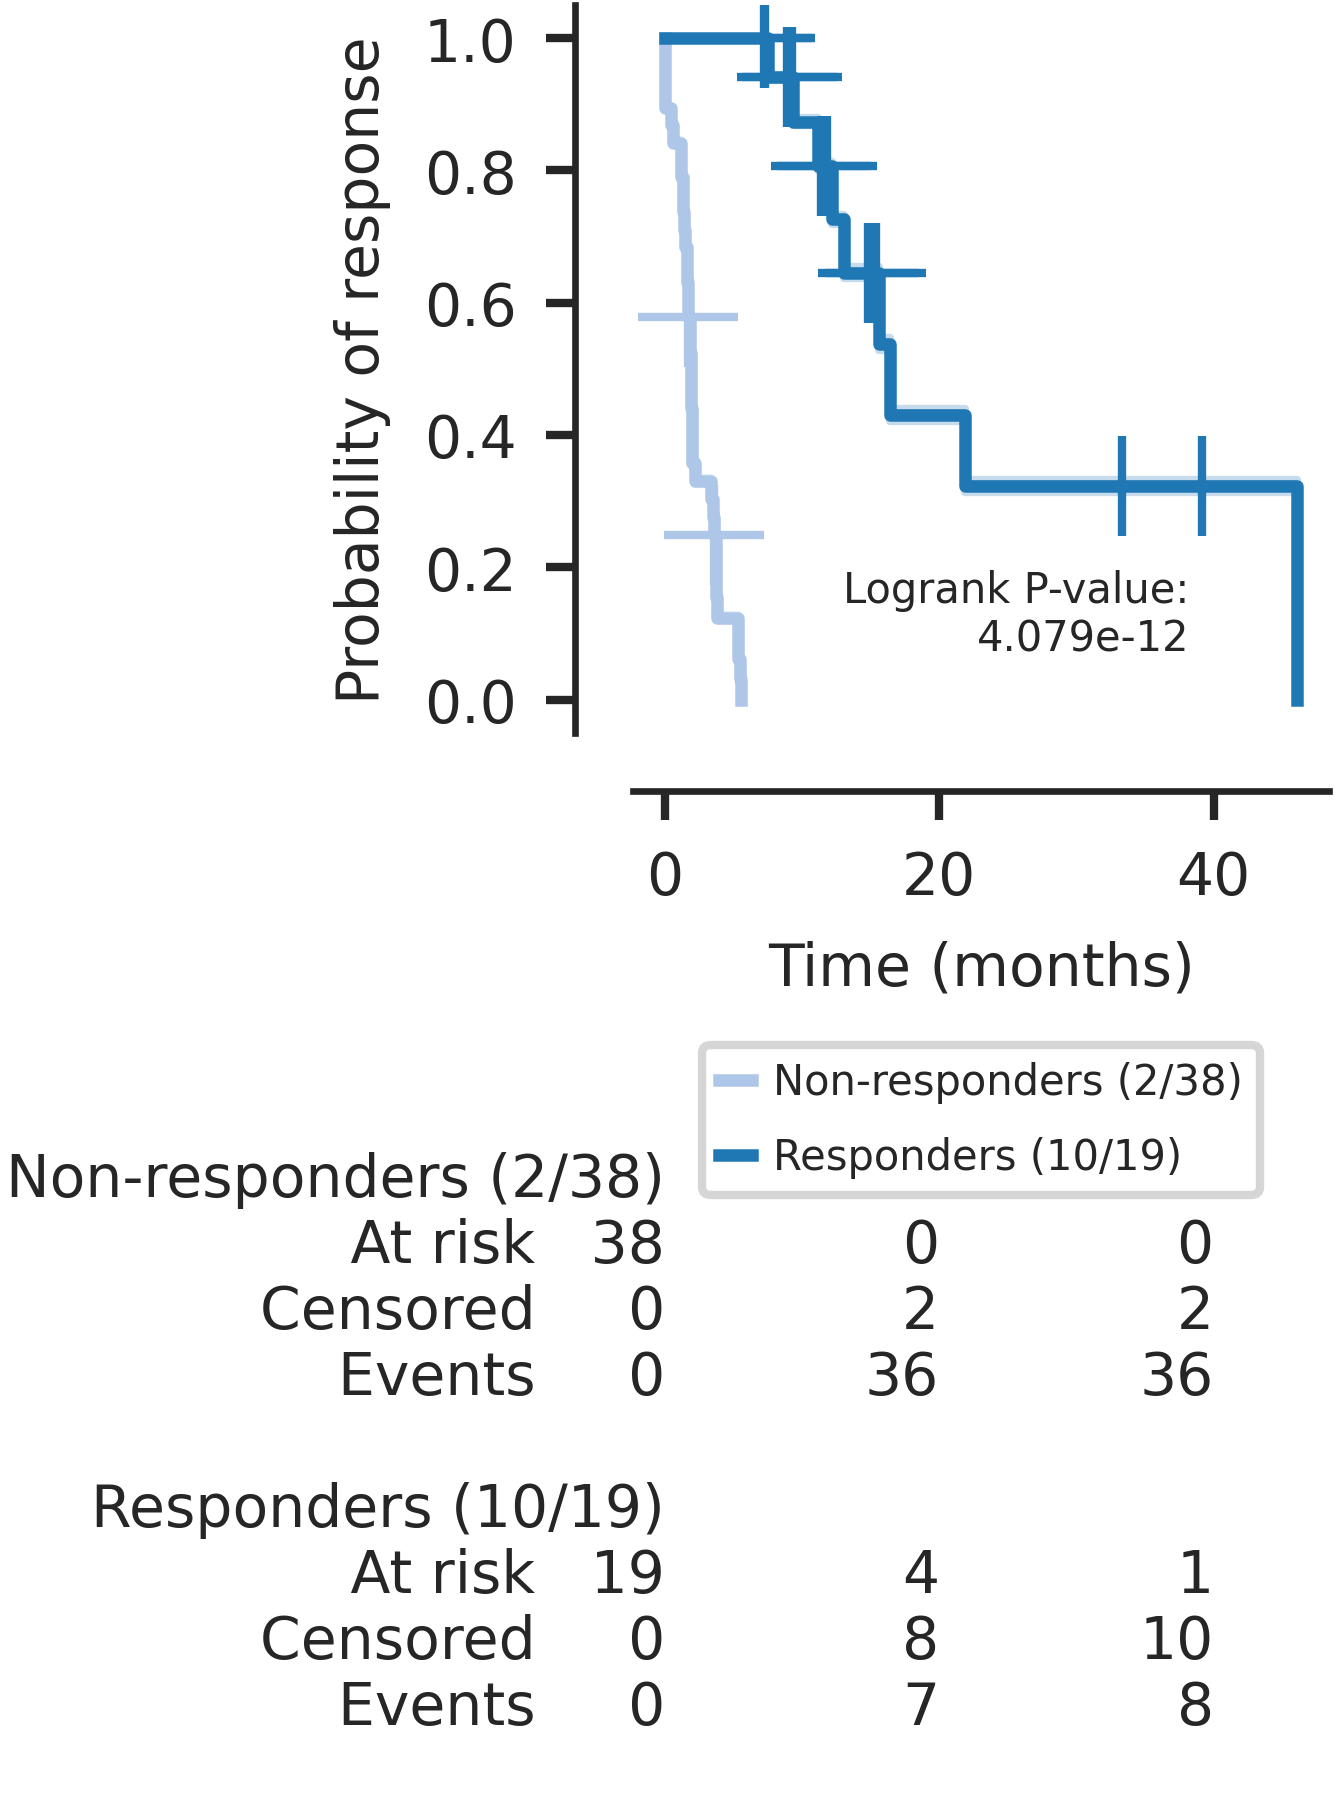 Probability of response
1.0
0.8
0.6
0.4
0.2
0.0
Logrank P-value:
4.079e-12
0 20 40
Time (months)
Non-responders (2/38)
Responders (10/19)
Non-responders (2/38)
At risk 38 0 0
Censored 0 2 2
Events 0 36 36
Responders (10/19)
At risk 19 4 1
Censored 0 8 10
Events 0 7 8